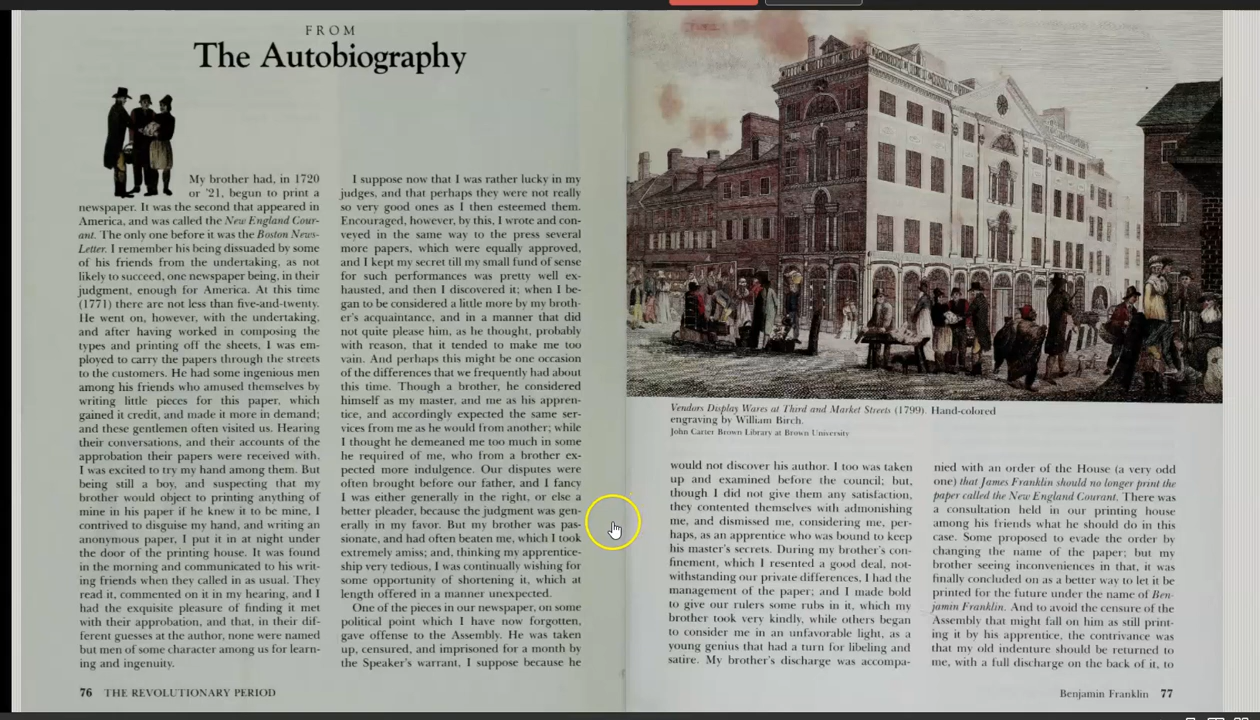 FROM
The Autobiography
My brother had, in 1720
or '21, begun to print a
newspaper. It was the second that appeared in
America, and was called the New England Cour-
ant. The only one before it was the Boston News-
Letter. I remember his being dissuaded by some
of his friends from the undertaking, as not
likely to succeed, one newspaper being, in their
judgment, enough for America. At this time
(1771) there are not less than five-and-twenty.
He went on, however, with the undertaking,
and after having worked in composing the
types and printing off the sheets, I was em-
ployed to carry the papers through the streets
to the customers. He had some ingenious men
among his friends who amused themselves by
writing little pieces for this paper, which
gained it credit, and made it more in demand;
and these gentlemen often visited us. Hearing
their conversations, and their accounts of the
approbation their papers were received with.
I was excited to try my hand among them. But
being still a boy, and suspecting that my
brother would object to printing anything of
mine in his paper if he knew it to be mine, I
contrived to disguise my hand, and writing an
anonymous paper, I put it in at night under
the door of the printing house. It was found
in the morning and communicated to his writ-
ing friends when they called in as usual. They
read it, commented on it in my hearing, and I
had the exquisite pleasure of finding it met
with their approbation, and that, in their dif-
ferent guesses at the author, none were named
but men of some character among us for learn-
ing and ingenuity.
I suppose now that I was rather lucky in my
judges, and that perhaps they were not really
so very good ones as I then esteemed them.
Encouraged, however, by this, I wrote and con-
veyed in the same way to the press several
more papers, which were equally approved,
and I kept my secret till my small fund of sense
for such performances was pretty well ex-
hausted, and then I discovered it; when I be-
gan to be considered a little more by my broth-
er's acquaintance, and in a manner that did
not quite please him, as he thought, probably
with reason, that it tended to make me too
vain. And perhaps this might be one occasion
of the differences that we frequently had about
this time. Though a brother, he considered
himself as my master, and me as his appren-
tice, and accordingly expected the same ser-
vices from me as he would from another; while
I thought he demeaned me too much in some
he required of me, who from a brother ex-
pected more indulgence. Our disputes were
often brought before our father, and I fancy
I was either generally in the right, or else a
better pleader, because the judgment was gen-
erally in my favor. But my brother was pas-
sionate, and had often beaten me, which I took
extremely amiss; and, thinking my apprentice-
ship very tedious, I was continually wishing for
some opportunity of shortening it, which at
length offered in a manner unexpected.
One of the pieces in our newspaper, on some
political point which I have now forgotten,
gave offense to the Assembly. He was taken
up, censured, and imprisoned for a month by
the Speaker's warrant, I suppose because he
76 THE REVOLUTIONARY PERIOD
Vendors Display Wares at Third and Market Streets (1799). Hand-colored
engraving by William Birch.
John Carter Brown Library at Brown University
would not discover his author. I too was taken
up and examined before the council; but,
though I did not give them any satisfaction,
they contented themselves with admonishing
me, and dismissed me, considering me, per-
haps, as an apprentice who was bound to keep
his master's secrets. During my brother's con-
finement, which I resented a good deal, not-
withstanding our private differences, I had the
management of the paper; and I made bold
to give our rulers some rubs in it, which my
brother took very kindly, while others began
to consider me in an unfavorable light, as a
young genius that had a turn for libeling and
satire. My brother's discharge was accompa-
nied with an order of the House (a very odd
one) that James Franklin should no longer print the
paper called the New England Courant. There was
a consultation held in our printing house
among his friends what he should do in this
case. Some proposed to evade the order by
changing the name of the paper; but my
brother seeing inconveniences in that, it was
finally concluded on as a better way to let it be
printed for the future under the name of Ben-
jamin Franklin. And to avoid the censure of the
Assembly that might fall on him as still print-
ing it by his apprentice, the contrivance was
that my old indenture should be returned to
me, with a full discharge on the back of it, to
Benjamin Franklin 77